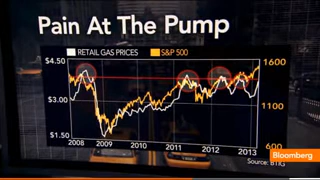 Pain At The Pump
RETAIL GAS PRICES S&P 500
$4.50 1600
$3.00 1100
$1.50 600
2008 2009 2010 2011 2012 2013
Source: BTIG
Bloomberg